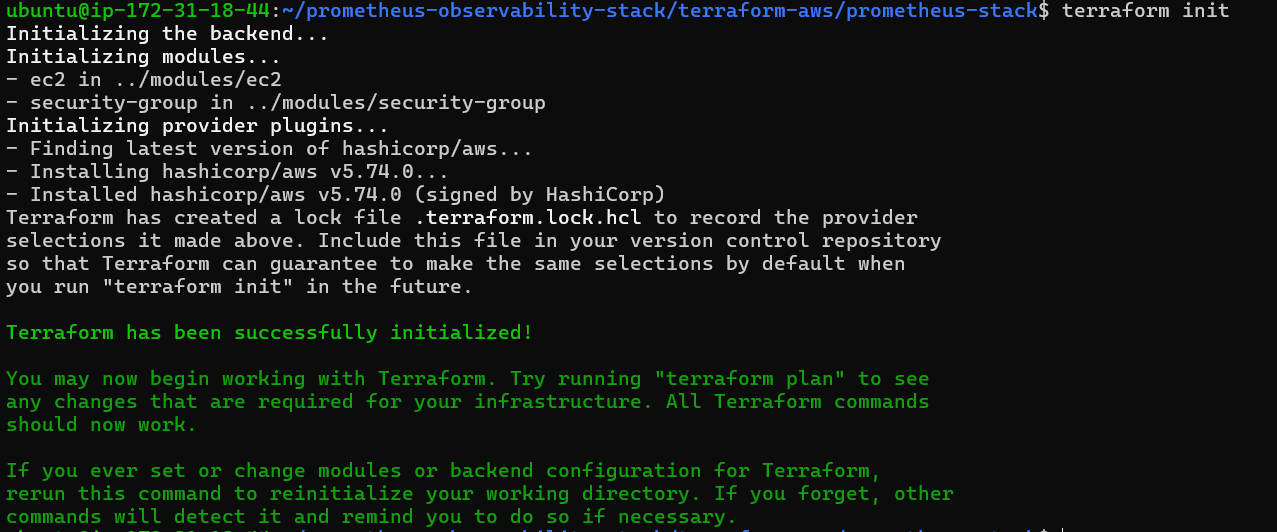 ubuntu@ip-172-31-18-44:~/prometheus-observability-stack/terraform-aws/prometheus-stack$ terraform init
Initializing the backend...
Initializing modules...
- ec2 in ../modules/ec2
- security-group in ../modules/security-group
Initializing provider plugins...
- Finding latest version of hashicorp/aws...
- Installing hashicorp/aws v5.74.0...
- Installed hashicorp/aws v5.74.0 (signed by HashiCorp)
Terraform has created a lock file .terraform.lock.hcl to record the provider
selections it made above. Include this file in your version control repository
so that Terraform can guarantee to make the same selections by default when
you run "terraform init" in the future.

Terraform has been successfully initialized!

You may now begin working with Terraform. Try running "terraform plan" to see
any changes that are required for your infrastructure. All Terraform commands
should now work.

If you ever set or change modules or backend configuration for Terraform,
rerun this command to reinitialize your working directory. If you forget, other
commands will detect it and remind you to do so if necessary.